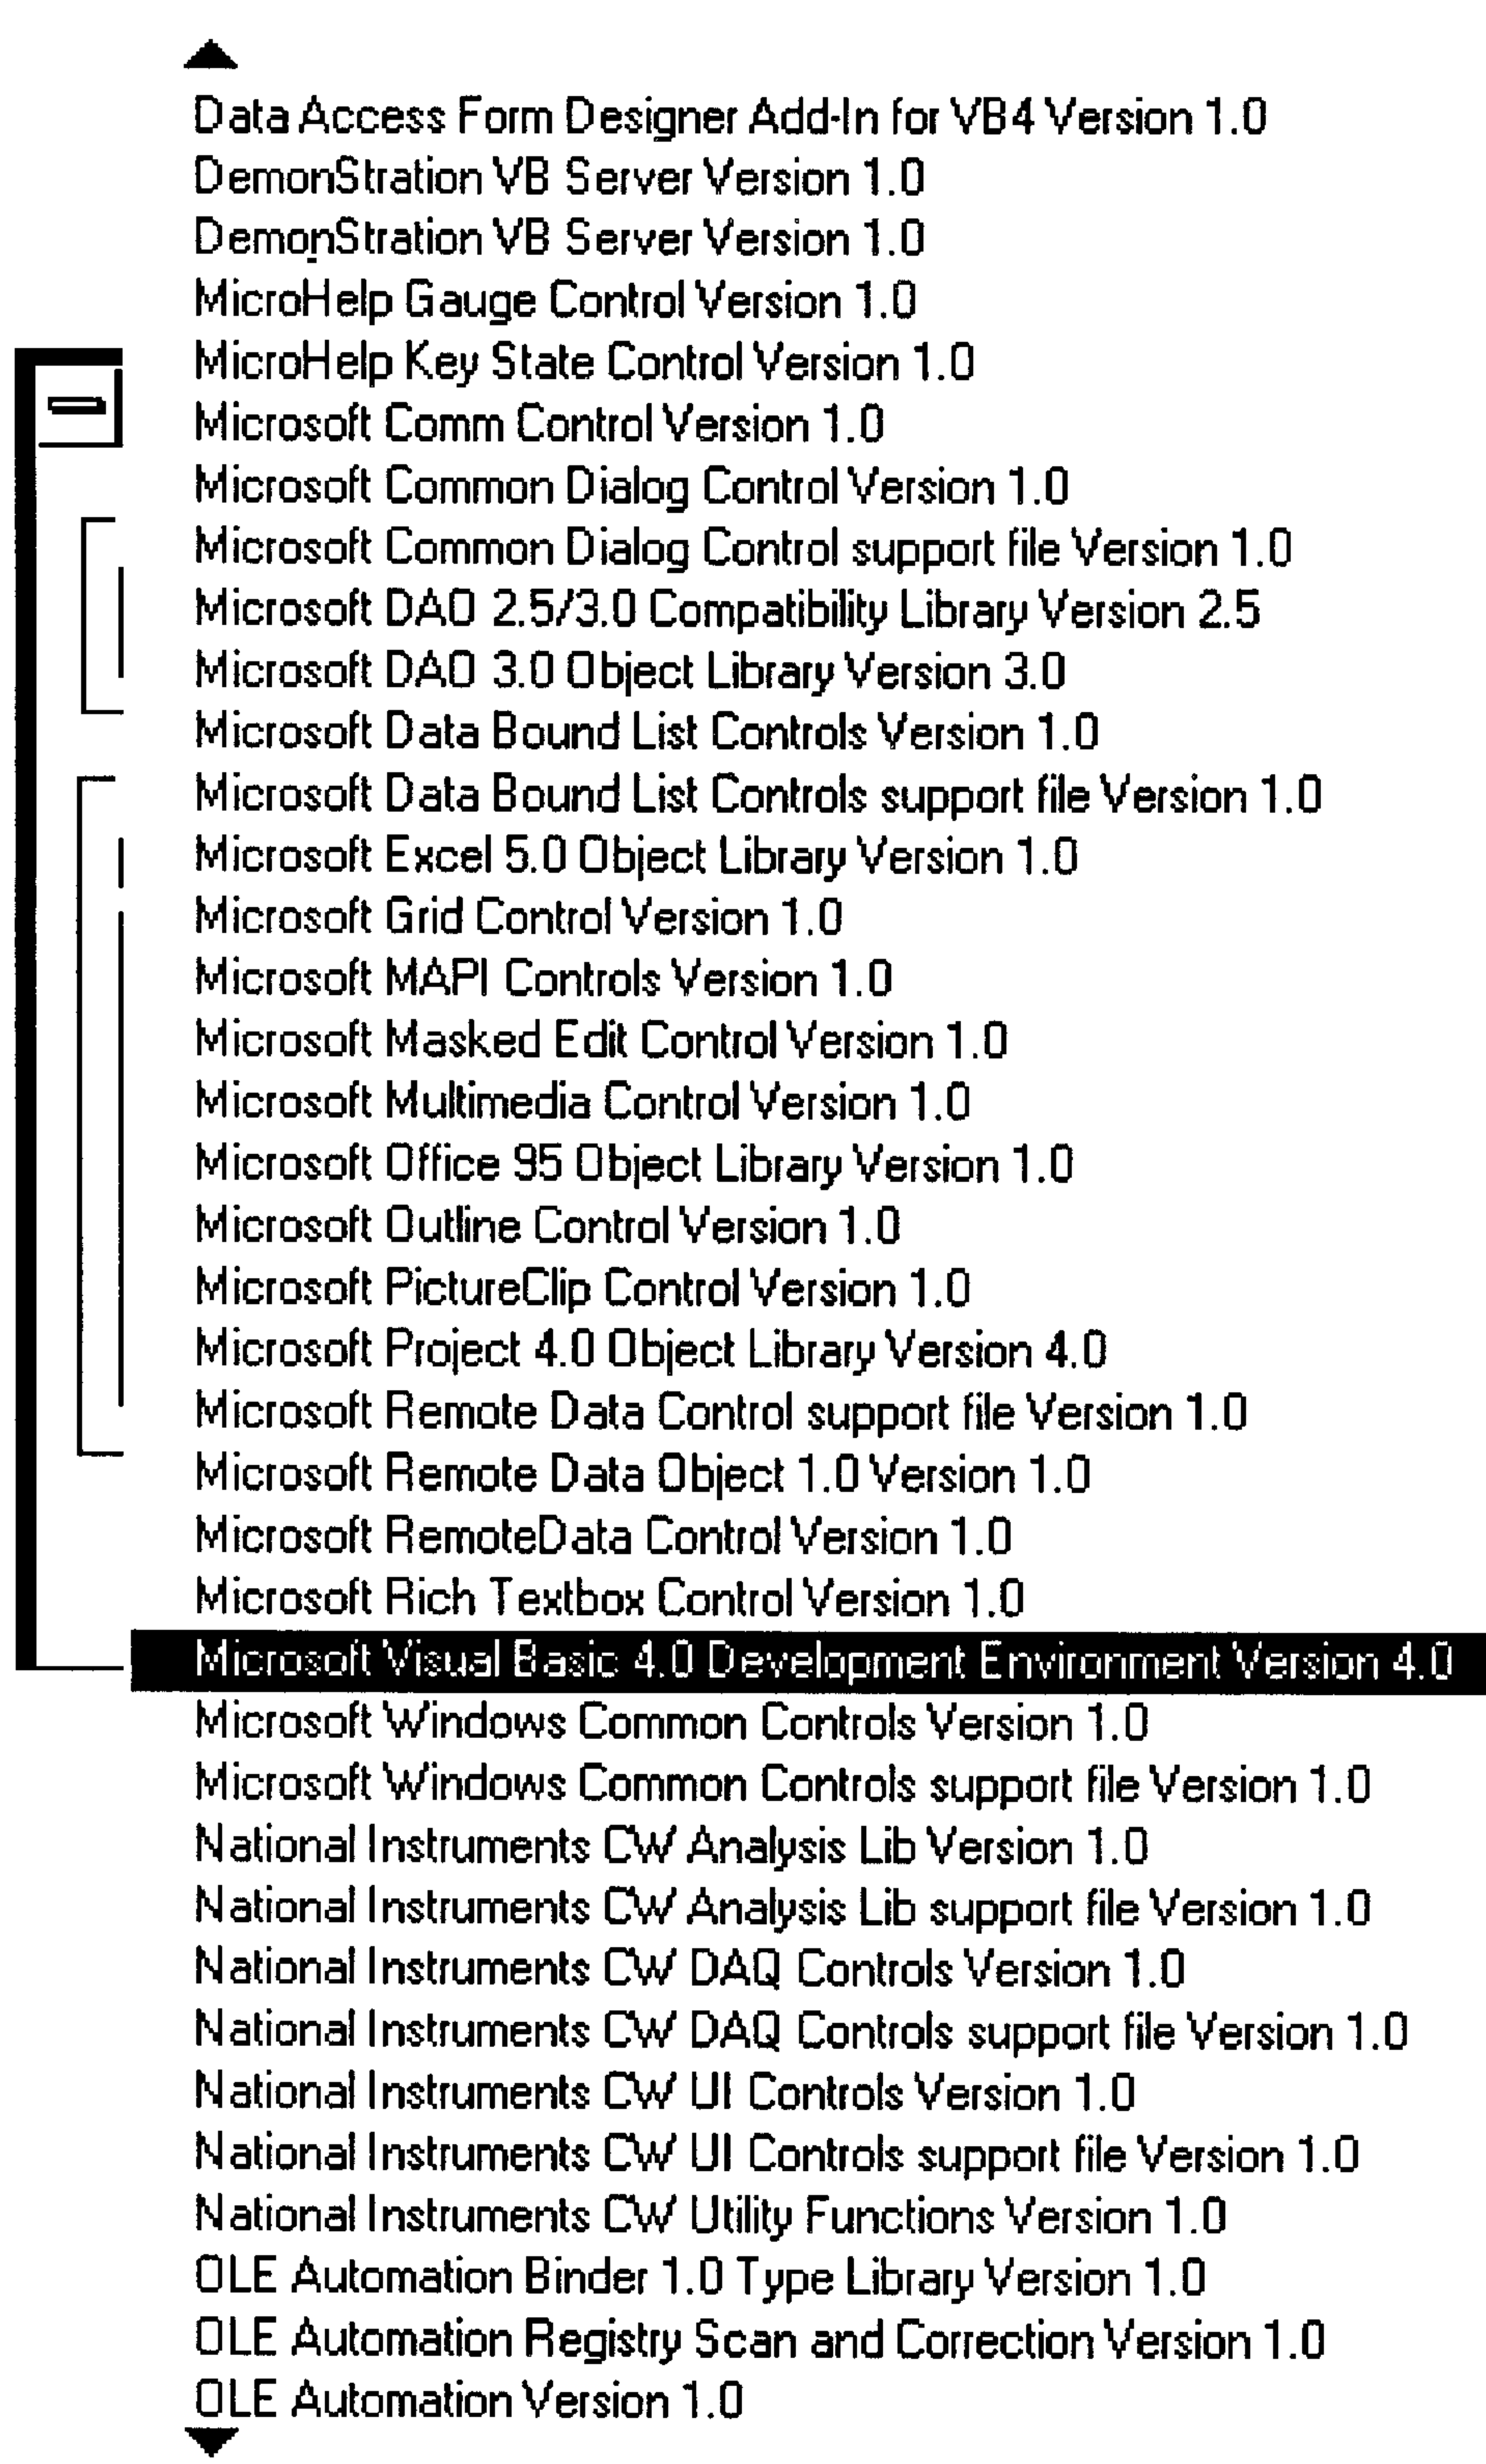 Data Access Form Designer Add-In for VB4 Version 1.0
DemonStration VB Server Version 1.0
DemonStration VB Server Version 1.0
MicroHelp Gauge Control Version 1.0
MicroHelp Key State Control Version 1.0
Microsoft Comm Control Version 1.0
Microsoft Common Dialog Control Version 1.0
Microsoft Common Dialog Control support file Version 1.0
Microsoft DAO 2.5/3.0 Compatibility Library Version 2.5
Microsoft DAO 3.0 Object Library Version 3.0
Microsoft Data Bound List Controls Version 1.0
Microsoft Data Bound List Controls support file Version 1.0
Microsoft Excel 5.0 Object Library Version 1.0
Microsoft Grid Control Version 1.0
Microsoft MAPI Controls Version 1.0
Microsoft Masked Edit Control Version 1.0
Microsoft Multimedia Control Version 1.0
Microsoft Office 95 Object Library Version 1.0
Microsoft Outline Control Version 1.0
Microsoft PictureClip Control Version 1.0
Microsoft Project 4.0 Object Library Version 4.0
Microsoft Remote Data Control support file Version 1.0
Microsoft Remote Data Object 1.0 Version 1.0
Microsoft RemoteData Control Version 1.0
Microsoft Rich Textbox Control Version 1.0
Microsoft Visual Basic 4.0 Development Environment Version 4.0
Microsoft Windows Common Controls Version 1.0
Microsoft Windows Common Controls support file Version 1.0
National Instruments CW Analysis Lib Version 1.0
National Instruments CW Analysis Lib support file Version 1.0
National Instruments CW DAQ Controls Version 1.0
National Instruments CW DAQ Controls support file Version 1.0
National Instruments CW UI Controls Version 1.0
National Instruments CW UI Controls support file Version 1.0
National Instruments CW Utility Functions Version 1.0
OLE Automation Binder 1.0 Type Library Version 1.0
OLE Automation Registry Scan and Correction Version 1.0
OLE Automation Version 1.0